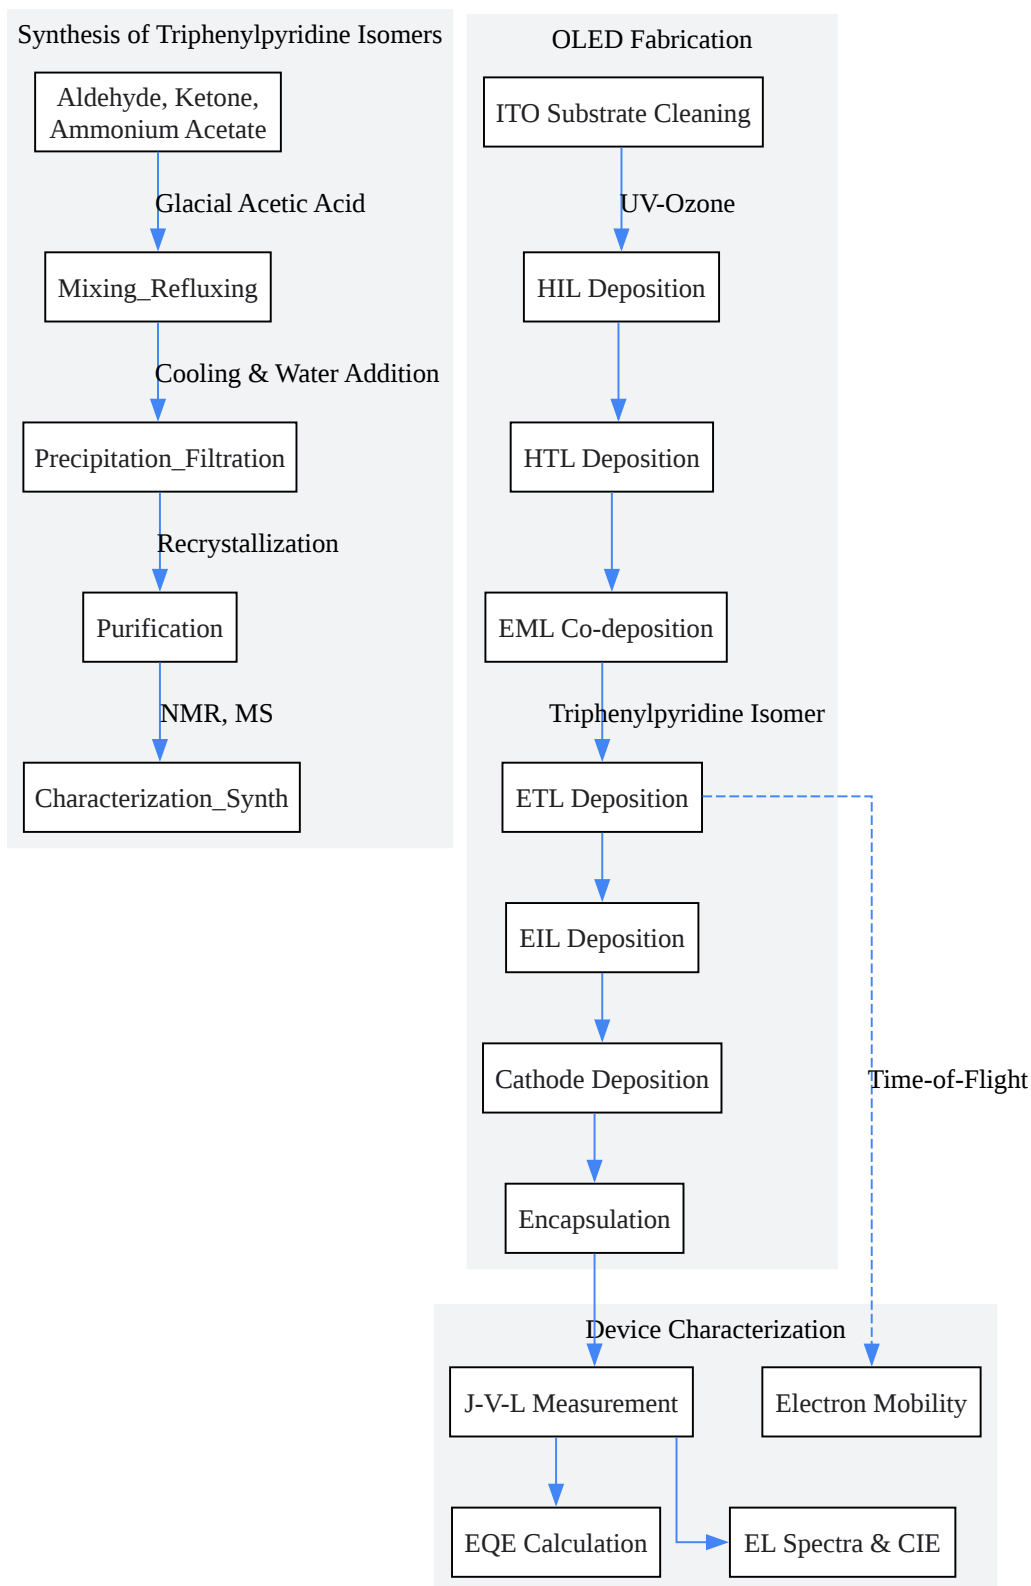 Synthesis of Triphenylpyridine Isomers
Aldehyde, Ketone,
Ammonium Acetate
Glacial Acetic Acid
Mixing_Refluxing
Cooling & Water Addition
Precipitation_Filtration
Recrystallization
Purification
NMR, MS
Characterization_Synth
OLED Fabrication
ITO Substrate Cleaning
UV-Ozone
HIL Deposition
HTL Deposition
EML Co-deposition
Triphenylpyridine Isomer
ETL Deposition
EIL Deposition
Cathode Deposition
Time-of-Flight
Encapsulation
Device Characterization
J-V-L Measurement
Electron Mobility
EQE Calculation
EL Spectra & CIE